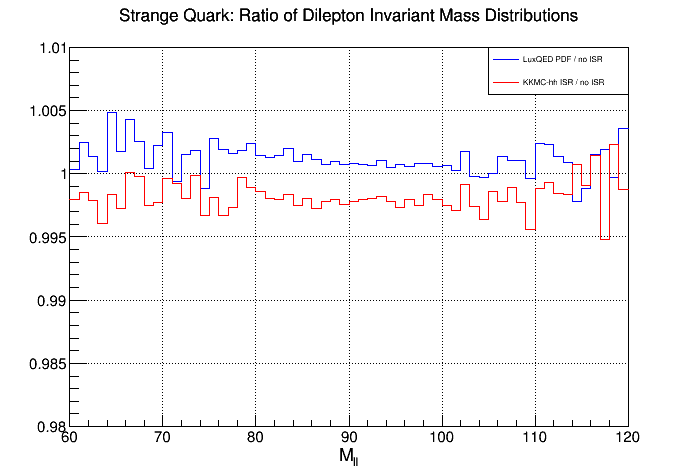 Strange Quark: Ratio of Dilepton Invariant Mass Distributions
1.01
LuxQED PDF / no ISR
KKMC-hh ISR / no ISR
1.005
1
0.995
0.99
0.985
0.98
60 70 80 90 100 110 120
M_ll